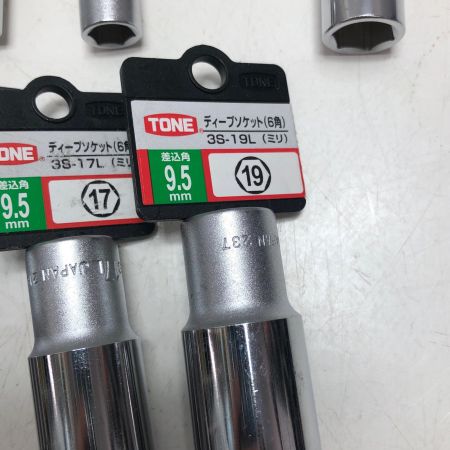 TONE
ディープソケット(6角)
3S-17L (ミリ)
差込角
9.5
mm
17
17L JAPAN
TONE
ディープソケット(6角)
3S-19L (ミリ)
差込角
9.5
mm
19
237